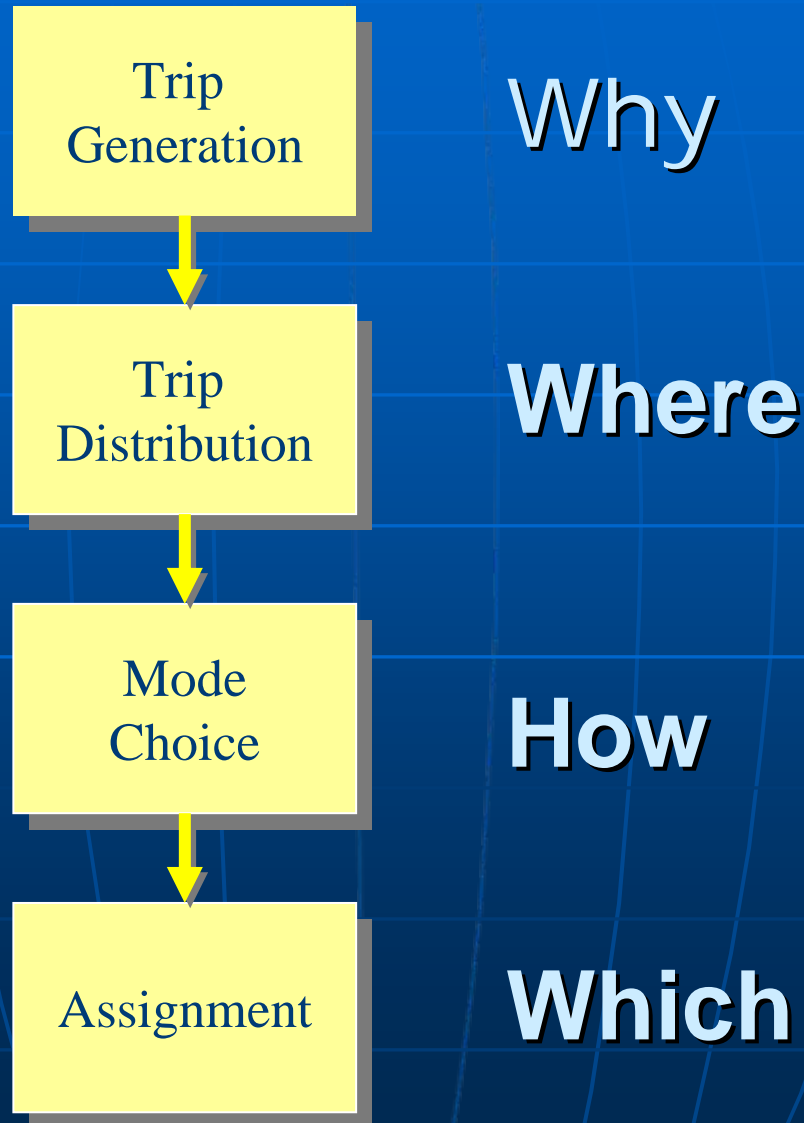 Trip
Generation
Why
Trip
Distribution
Where
Mode
Choice
How
Assignment
Which